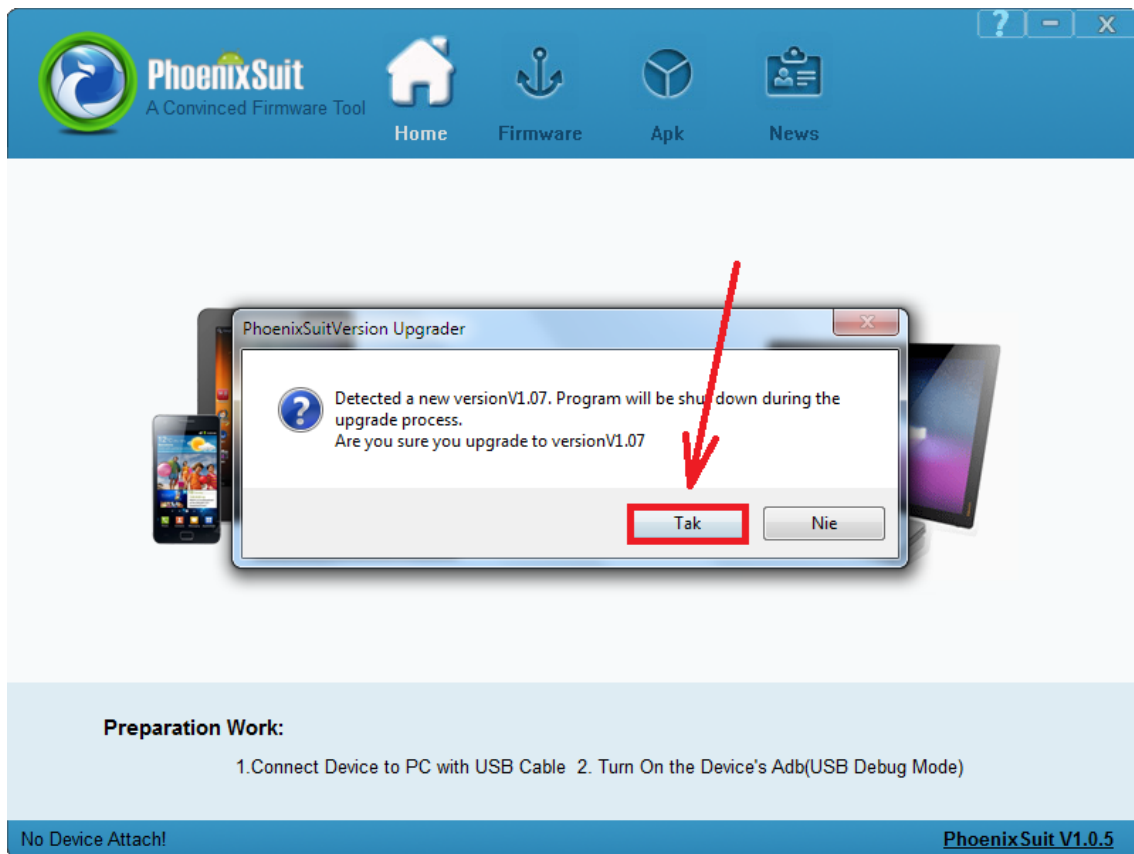 ?
X
PhoenixSuit
A Convinced Firmware Tool
Home
Firmware
Apk
News
PhoenixSuitVersion Upgrader
Detected a new versionV1.07. Program will be shut down during the
upgrade process.
Are you sure you upgrade to versionV1.07
Tak
Nie
Preparation Work:
1.Connect Device to PC with USB Cable 2. Turn On the Device's Adb(USB Debug Mode)
No Device Attach!
PhoenixSuit V1.0.5